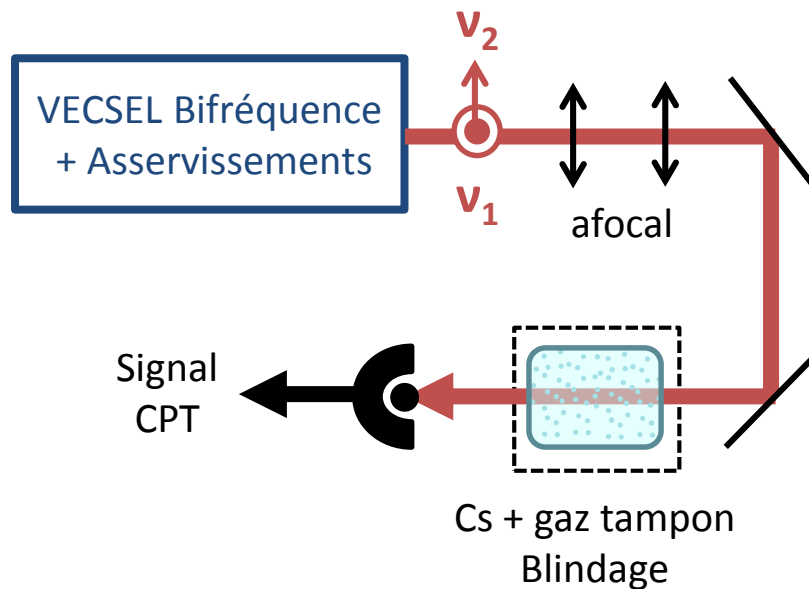 VECSEL Bifréquence
+ Asservissements
ν₂
ν₁
afocal
Signal
CPT
Cs + gaz tampon
Blindage